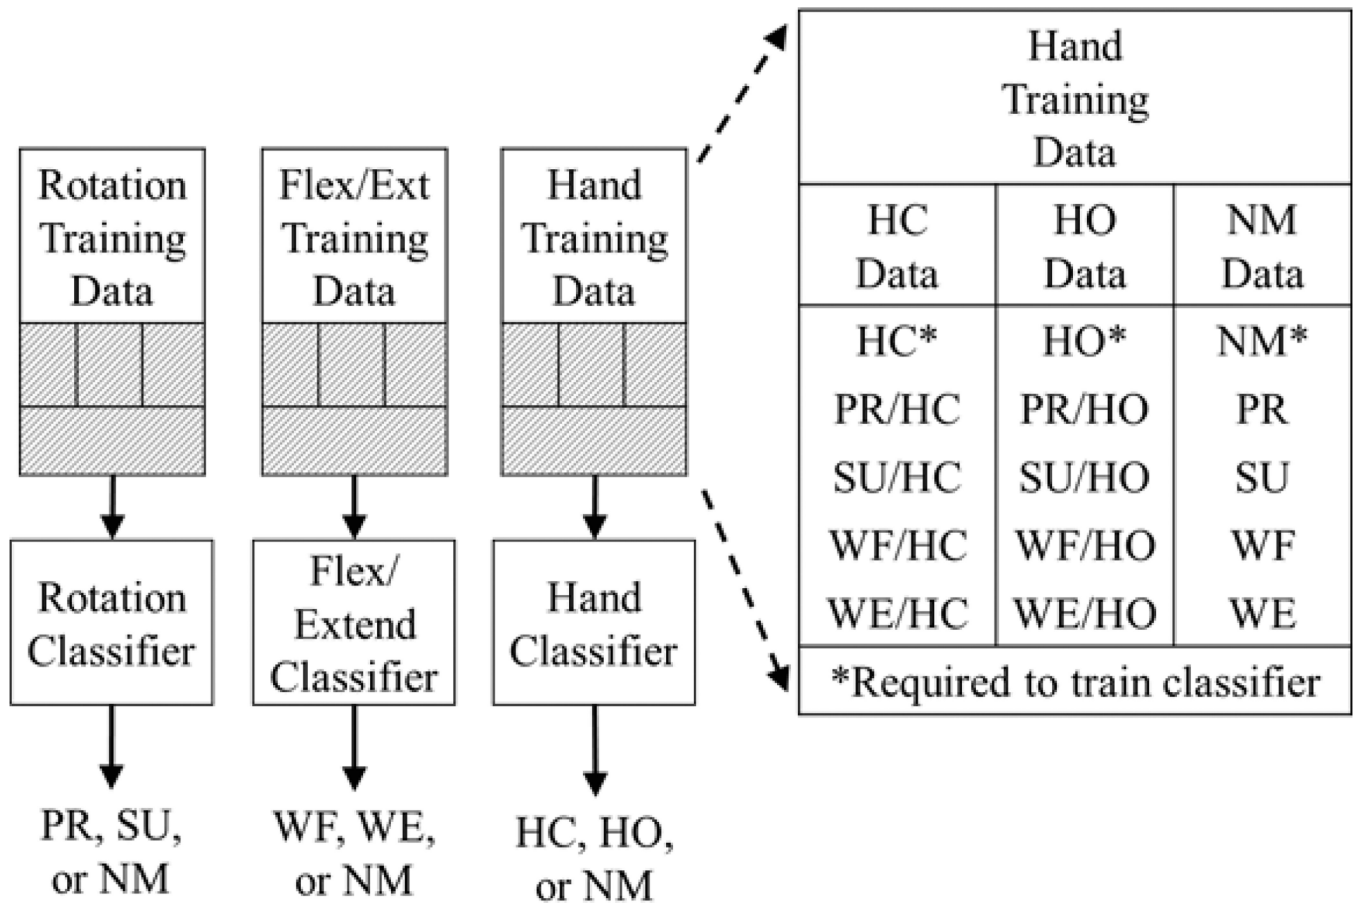 Rotation
Training
Data
Flex/Ext
Training
Data
Hand
Training
Data
Rotation
Classifier
Flex/
Extend
Classifier
Hand
Classifier
PR, SU,
or NM
WF, WE,
or NM
HC, HO,
or NM
Hand
Training
Data
HC
Data
HO
Data
NM
Data
HC* HO* NM*
PR/HC PR/HO PR
SU/HC SU/HO SU
WF/HC WF/HO WF
WE/HC WE/HO WE
*Required to train classifier